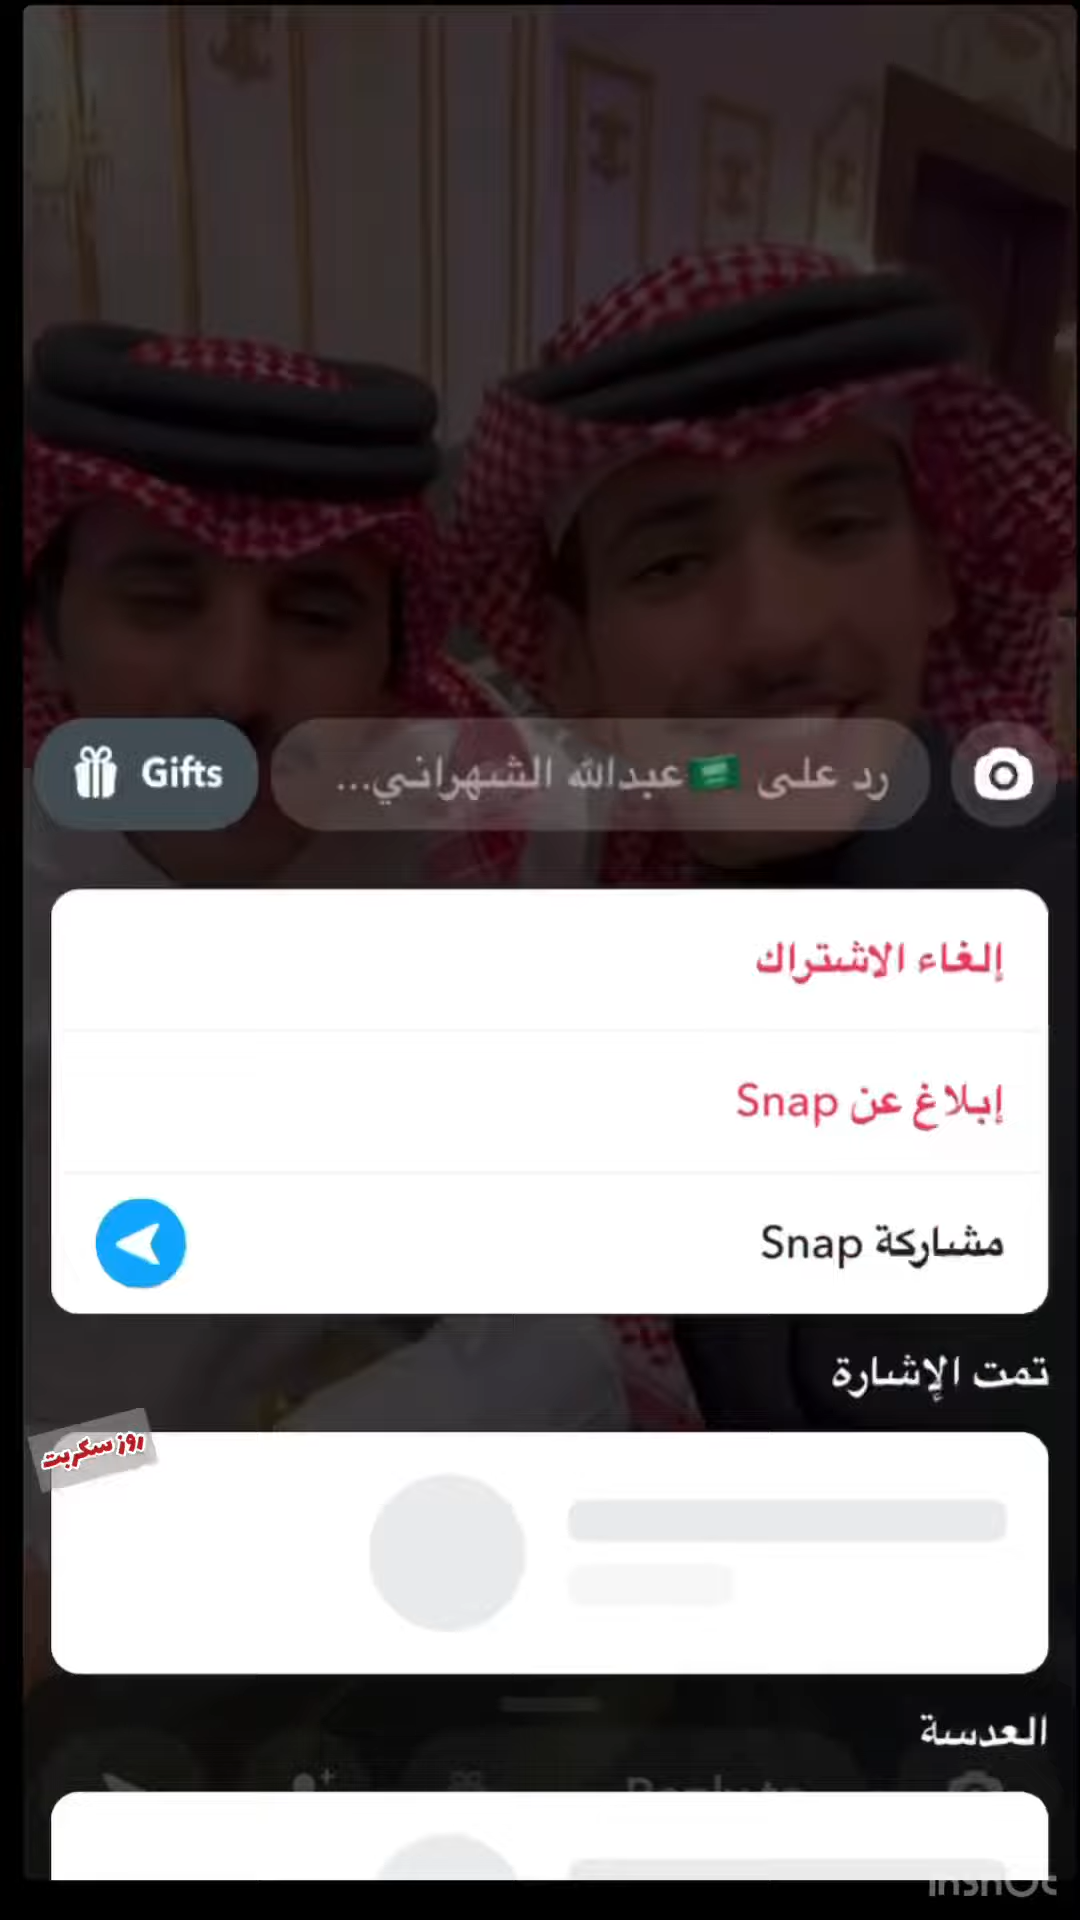 Gifts
رد على 🇸🇦عبدالله الشهراني...
إلغاء الاشتراك
إبلاغ عن Snap
مشاركة Snap
تمت الإشارة
روز سكربت
العدسة
InShOt